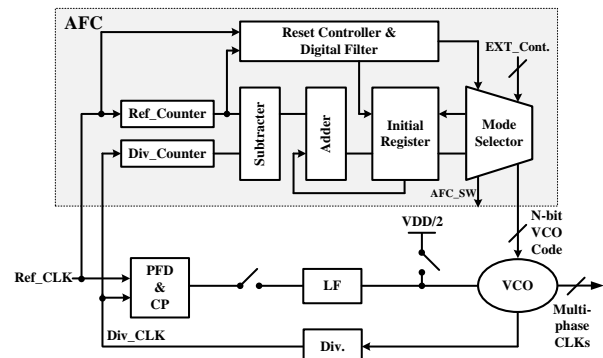 AFC
Reset Controller &
Digital Filter
EXT_Cont.
Ref_Counter
Div_Counter
Subtracter
Adder
Initial
Register
Mode
Selector
AFC_SW
VDD/2
N-bit
VCO
Code
Ref_CLK
PFD
&
CP
LF
VCO
Multi-
phase
CLKs
Div_CLK
Div.